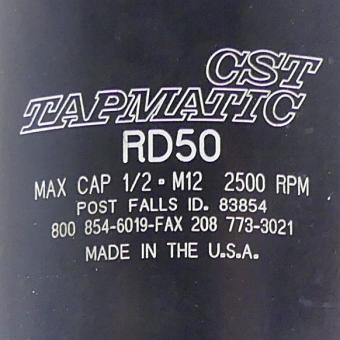 CST
TAPMATIC
RD50
MAX CAP 1/2 - M12 2500 RPM
POST FALLS ID. 83854
800 854-6019-FAX 208 773-3021
MADE IN THE U.S.A.